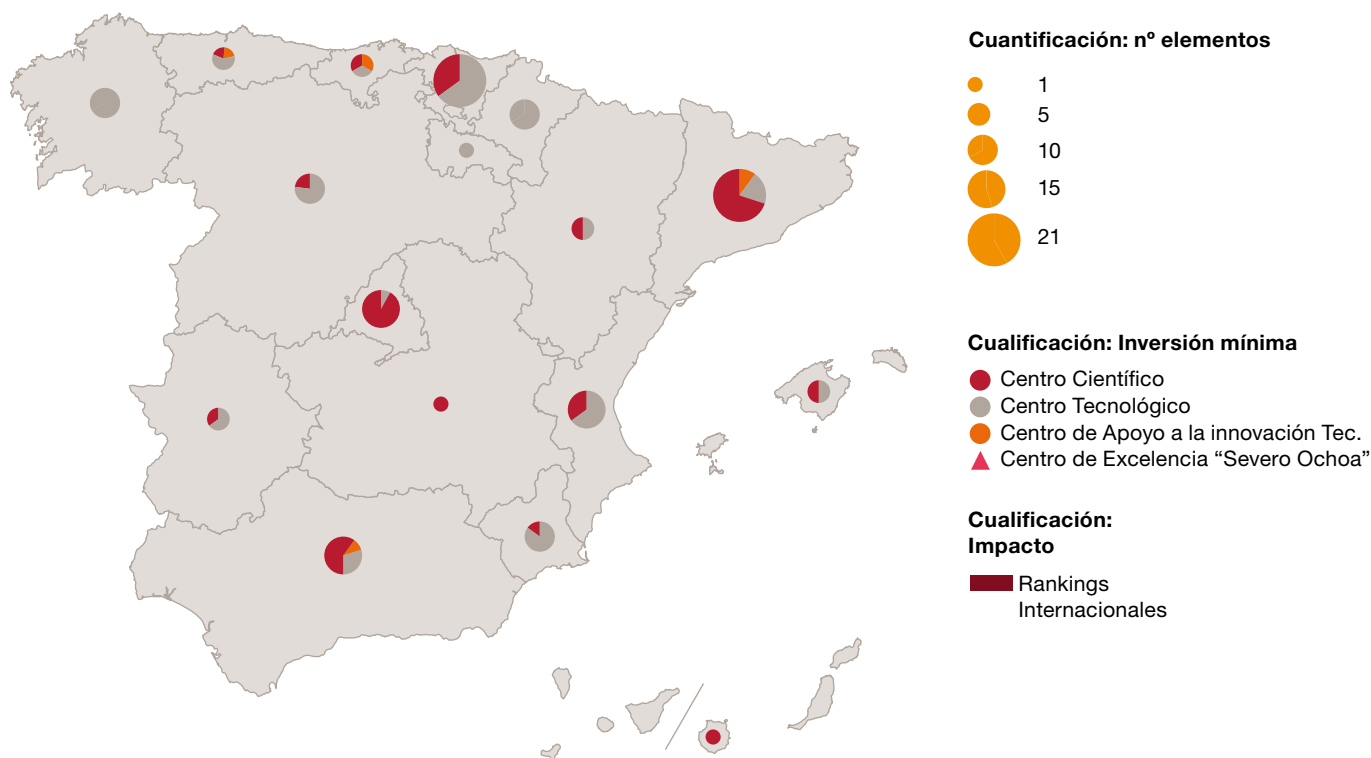 Cuantificación: nº elementos
1
5
10
15
21
Cualificación: Inversión mínima
Centro Científico
Centro Tecnológico
Centro de Apoyo a la innovación Tec.
Centro de Excelencia “Severo Ochoa”
Cualificación:
Impacto
Rankings
Internacionales